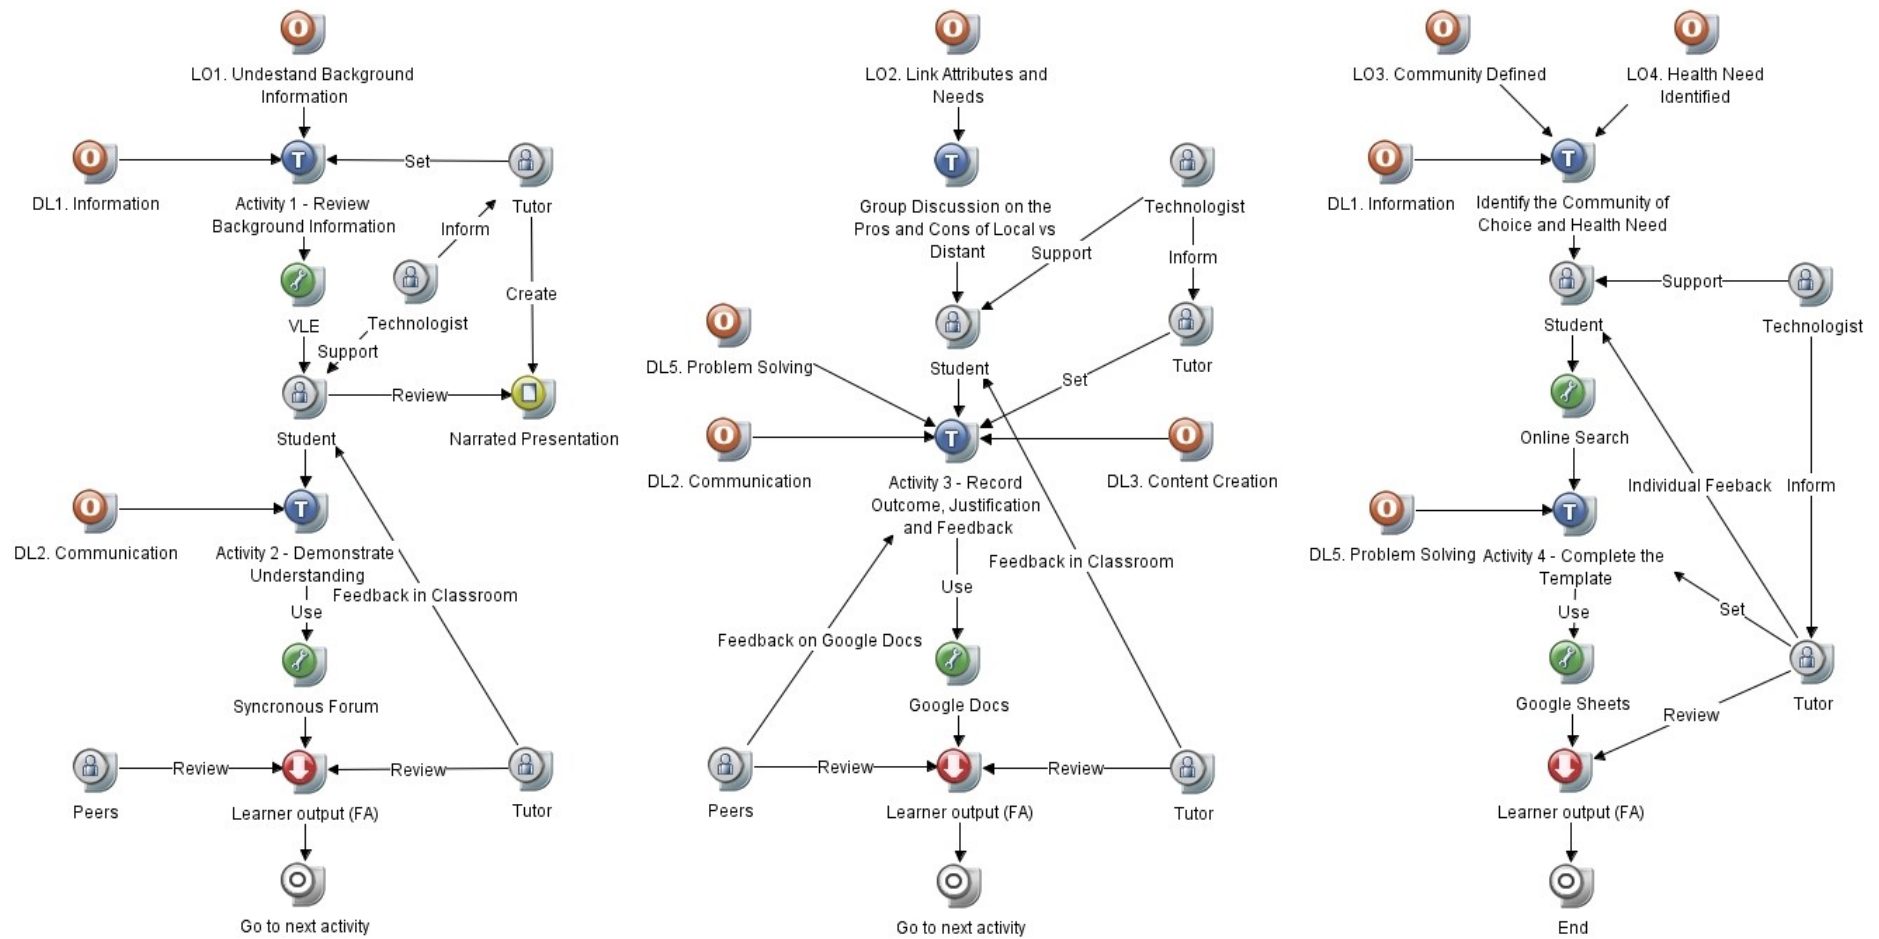 LO1. Undestand Background
Information
DL1. Information
Set
Activity 1 - Review
Background Information
Tutor
Inform
Create
VLE
Technologist
Support
Review
Student
Narrated Presentation
DL2. Communication
Activity 2 - Demonstrate
Understanding
Feedback in Classroom
Use
Syncronous Forum
Review
Review
Peers
Learner output (FA)
Tutor
Go to next activity
LO2. Link Attributes and
Needs
Group Discussion on the
Pros and Cons of Local vs
Distant
Technologist
Support
Inform
DL5. Problem Solving
Student
Tutor
Set
DL2. Communication
DL3. Content Creation
Activity 3 - Record
Outcome, Justification
and Feedback
Feedback in Classroom
Use
Feedback on Google Docs
Google Docs
Review
Review
Peers
Learner output (FA)
Tutor
Go to next activity
LO3. Community Defined
LO4. Health Need
Identified
DL1. Information
Identify the Community of
Choice and Health Need
Support
Student
Technologist
Online Search
Individual Feeback
Inform
DL5. Problem Solving
Activity 4 - Complete the
Template
Set
Use
Google Sheets
Tutor
Review
Learner output (FA)
End